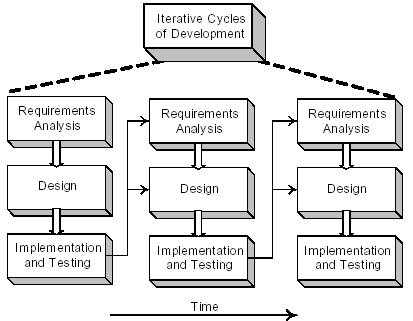 Iterative Cycles
of Development
Requirements
Analysis
Requirements
Analysis
Requirements
Analysis
Design
Design
Design
Implementation
and Testing
Implementation
and Testing
Implementation
and Testing
Time